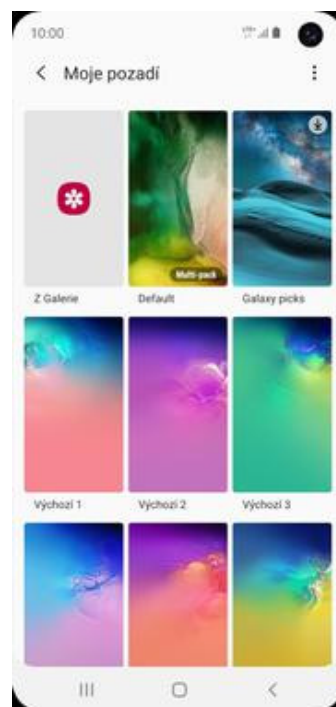 10:00
Moje pozadí
Multi-pack
Z Galerie
Default
Galaxy picks
Výchozí 1
Výchozí 2
Výchozí 3